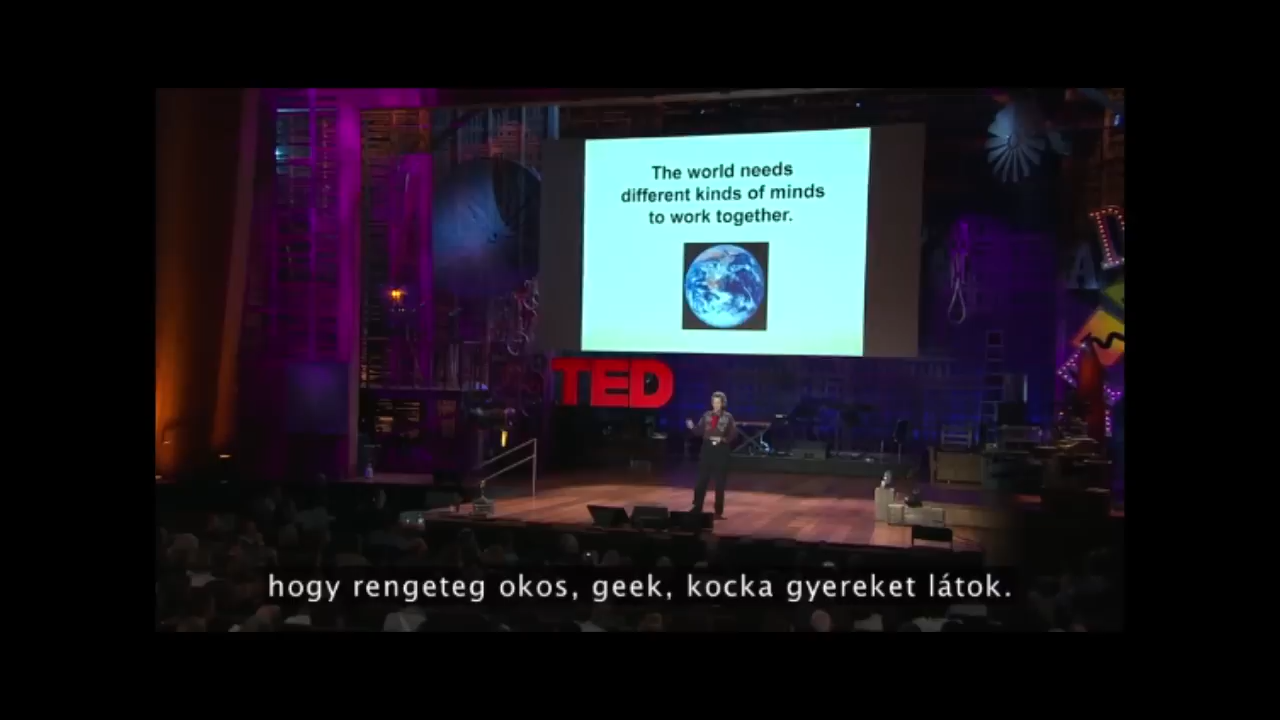 The world needs
different kinds of minds
to work together.
TED
hogy rengeteg okos, geek, kocka gyereket látok.